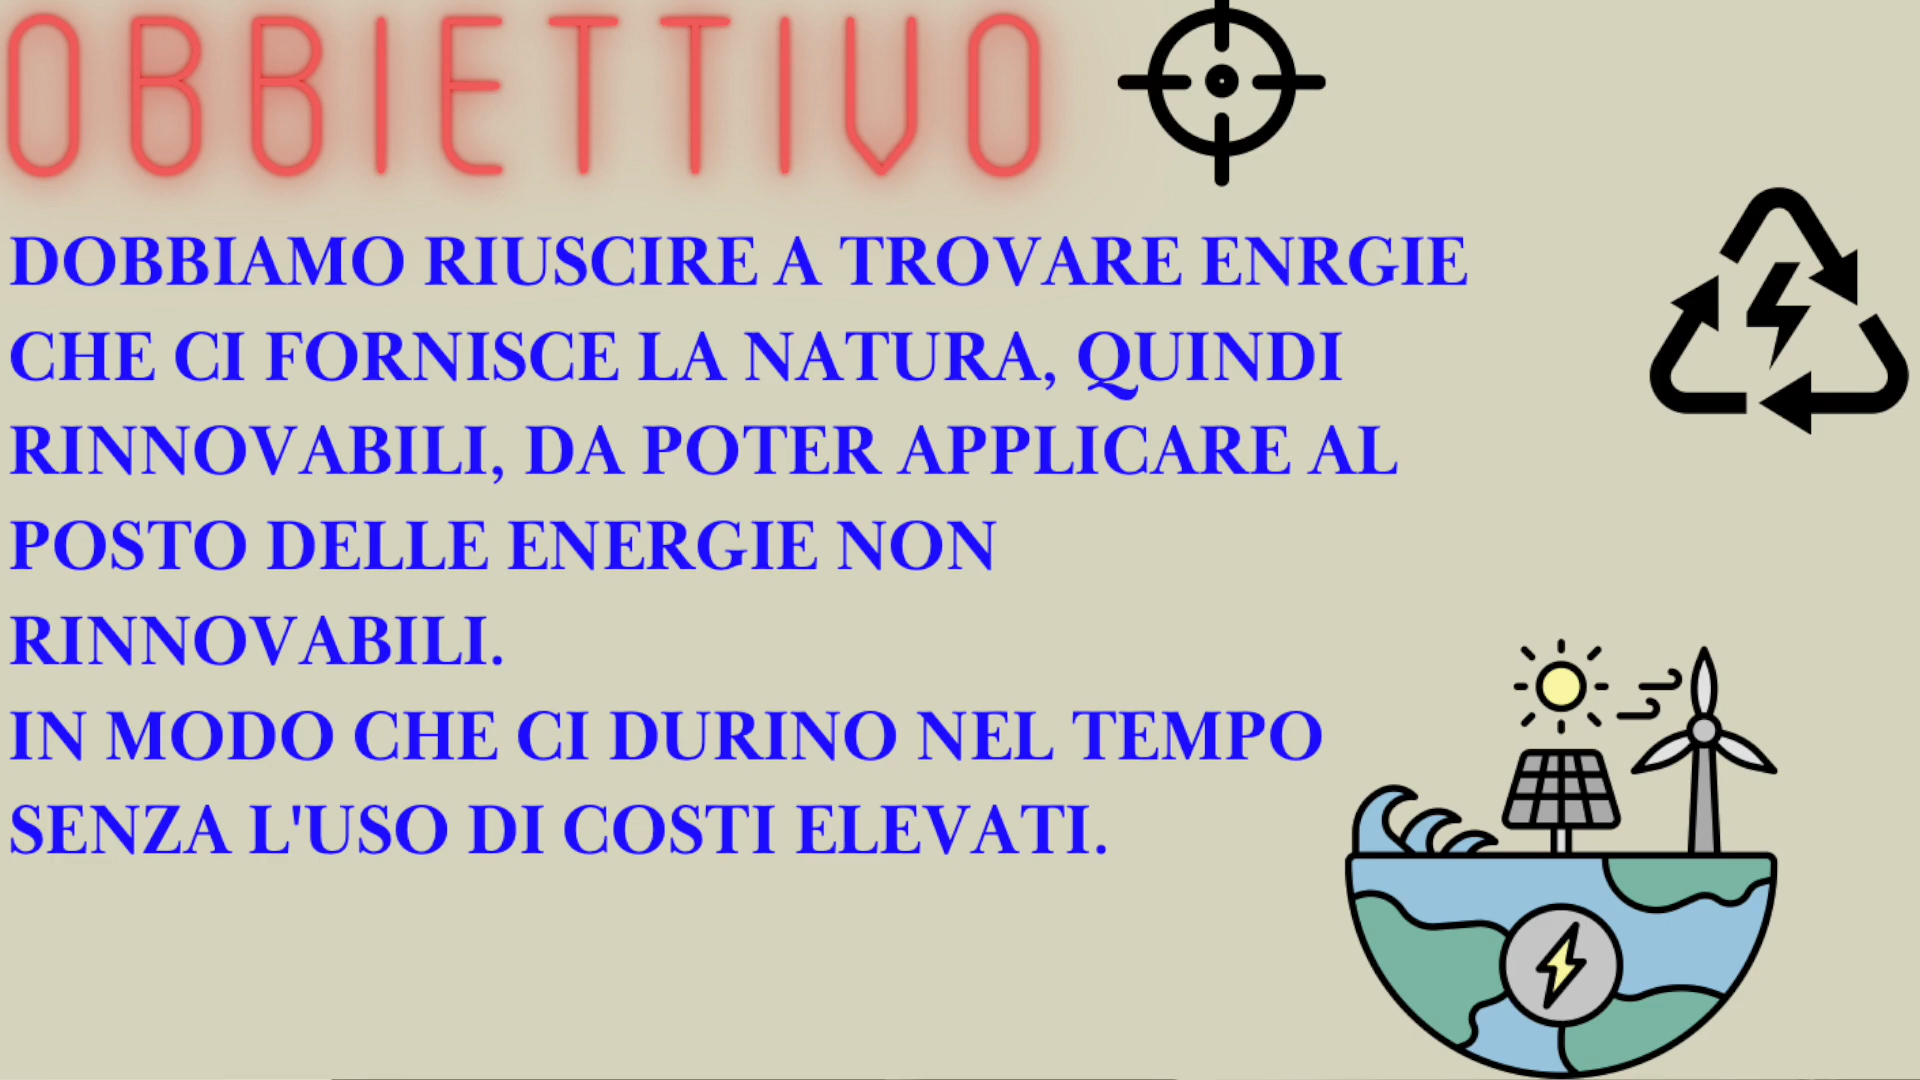 OBBIETTIVO
DOBBIAMO RIUSCIRE A TROVARE ENRGIE
CHE CI FORNISCE LA NATURA, QUINDI
RINNOVABILI, DA POTER APPLICARE AL
POSTO DELLE ENERGIE NON
RINNOVABILI.
IN MODO CHE CI DURINO NEL TEMPO
SENZA L'USO DI COSTI ELEVATI.